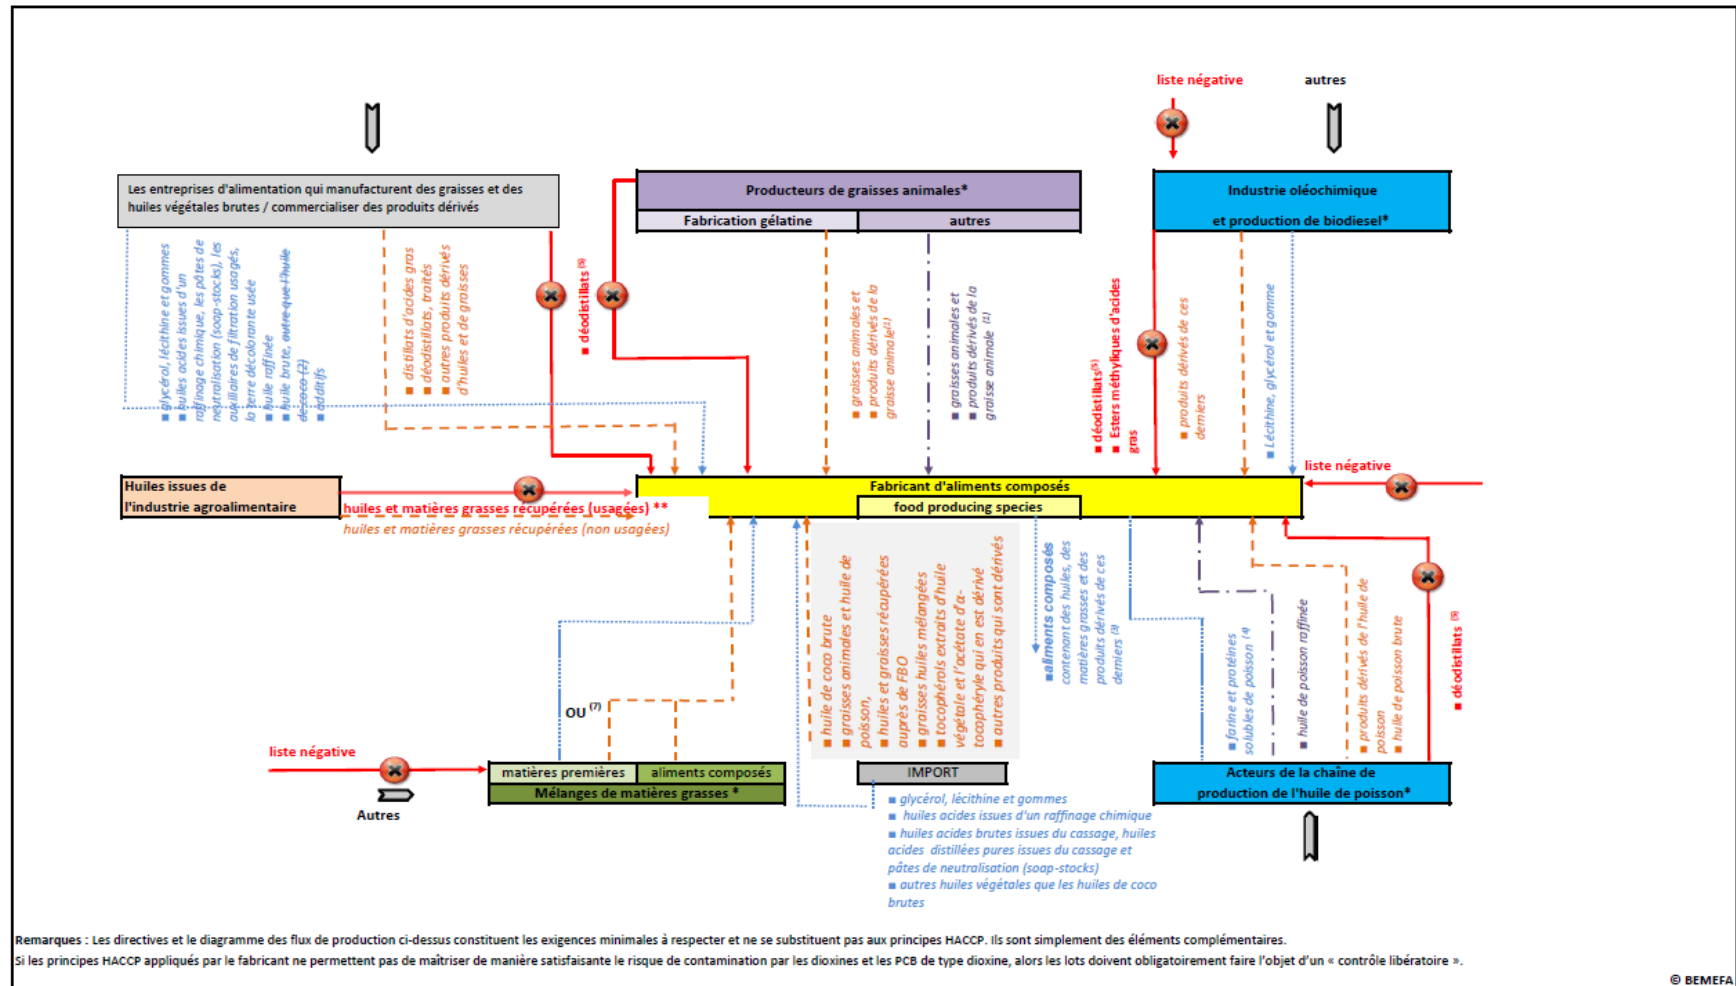 liste négative
autres
Les entreprises d'alimentation qui manufacturent des graisses et des
huiles végétales brutes / commercialiser des produits dérivés
Producteurs de graisses animales*
Fabrication gélatine
autres
Industrie oléochimique
et production de biodiesel*
■ glycérol, lécithine et gommes
■ huiles acides issues d'un
raffinage chimique, les pâtes de
neutralisation (soap-stocks), les
auxiliaires de filtration usagés,
la terre décolorante usée
■ huile raffinée
■ huile brute, autre que l'huile
de coco (2)
■ additifs
■ distillats d'acides gras
■ déodistillats, traités
■ autres produits dérivés
d'huiles et de graisses
■ déodistillats (5)
■ graisses animales et
■ produits dérivés de la
graisse animale(1)
■ graisses animales et
■ produits dérivés de la
graisse animale (1)
■ déodistillats(5)
■ Esters méthyliques d'acides
gras
■ produits dérivés de ces
derniers
■ Lécithine, glycérol et gomme
Huiles issues de
l'industrie agroalimentaire
huiles et matières grasses récupérées (usagées) **
huiles et matières grasses récupérées (non usagées)
Fabricant d'aliments composés
food producing species
liste négative
■ huile de coco brute
■ graisses animales et huile de
poisson,
■ huiles et graisses récupérées
auprès de FBO
■ graisses huiles mélangées
■ tocophérols extraits d'huile
végétale et l'acétate d'α-
tocophéryle qui en est dérivé
■ autres produits qui sont dérivés
■ aliments composés
contenant des huiles, des
matières grasses et des
produits dérivés de ces
derniers (3)
■ farine et protéines
solubles de poisson (4)
■ huile de poisson raffinée
■ produits dérivés de l'huile de
poisson
■ huile de poisson brute
■ déodistillats (5)
OU (7)
liste négative
Autres
matières premières
aliments composés
Mélanges de matières grasses *
IMPORT
■ glycérol, lécithine et gommes
■ huiles acides issues d'un raffinage chimique
■ huiles acides brutes issues du cassage, huiles
acides distillées pures issues du cassage et
pâtes de neutralisation (soap-stocks)
■ autres huiles végétales que les huiles de coco
brutes
Acteurs de la chaîne de
production de l'huile de poisson*
Remarques : Les directives et le diagramme des flux de production ci-dessus constituent les exigences minimales à respecter et ne se substituent pas aux principes HACCP. Ils sont simplement des éléments complémentaires.
Si les principes HACCP appliqués par le fabricant ne permettent pas de maîtriser de manière satisfaisante le risque de contamination par les dioxines et les PCB de type dioxine, alors les lots doivent obligatoirement faire l'objet d'un « contrôle libératoire ».
© BEMEFA